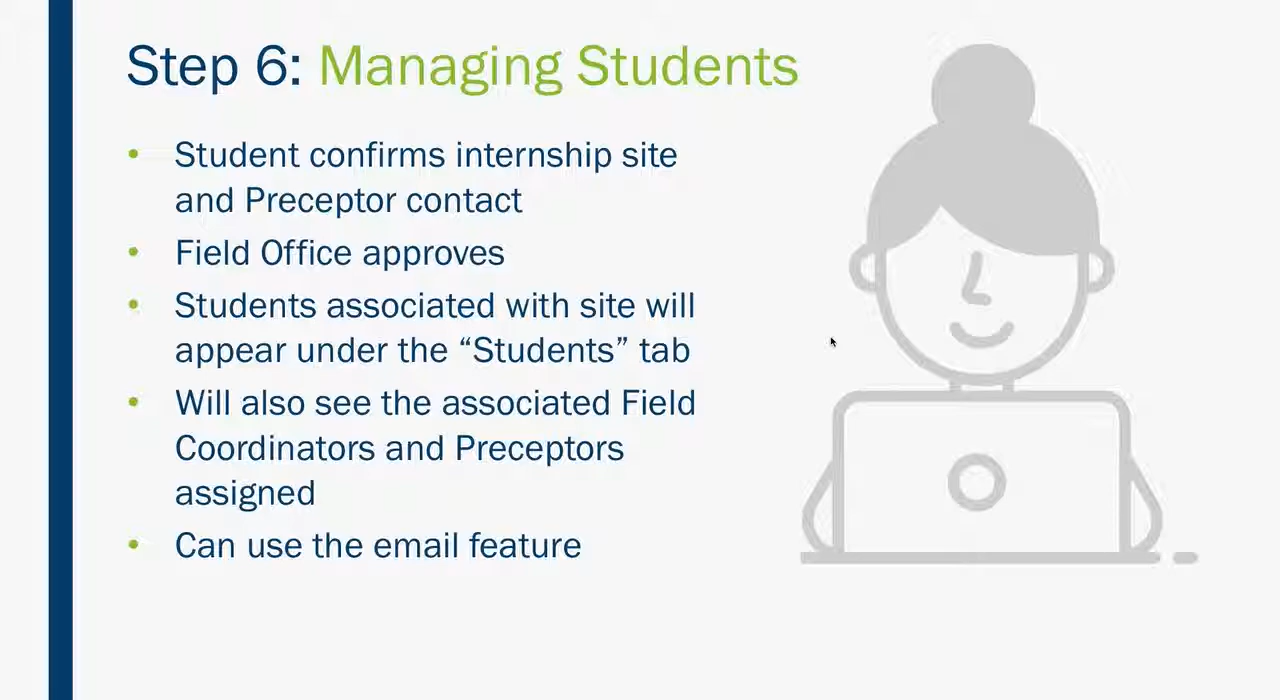 Step 6: Managing Students
• Student confirms internship site
and Preceptor contact
• Field Office approves
• Students associated with site will
appear under the “Students” tab
• Will also see the associated Field
Coordinators and Preceptors
assigned
• Can use the email feature